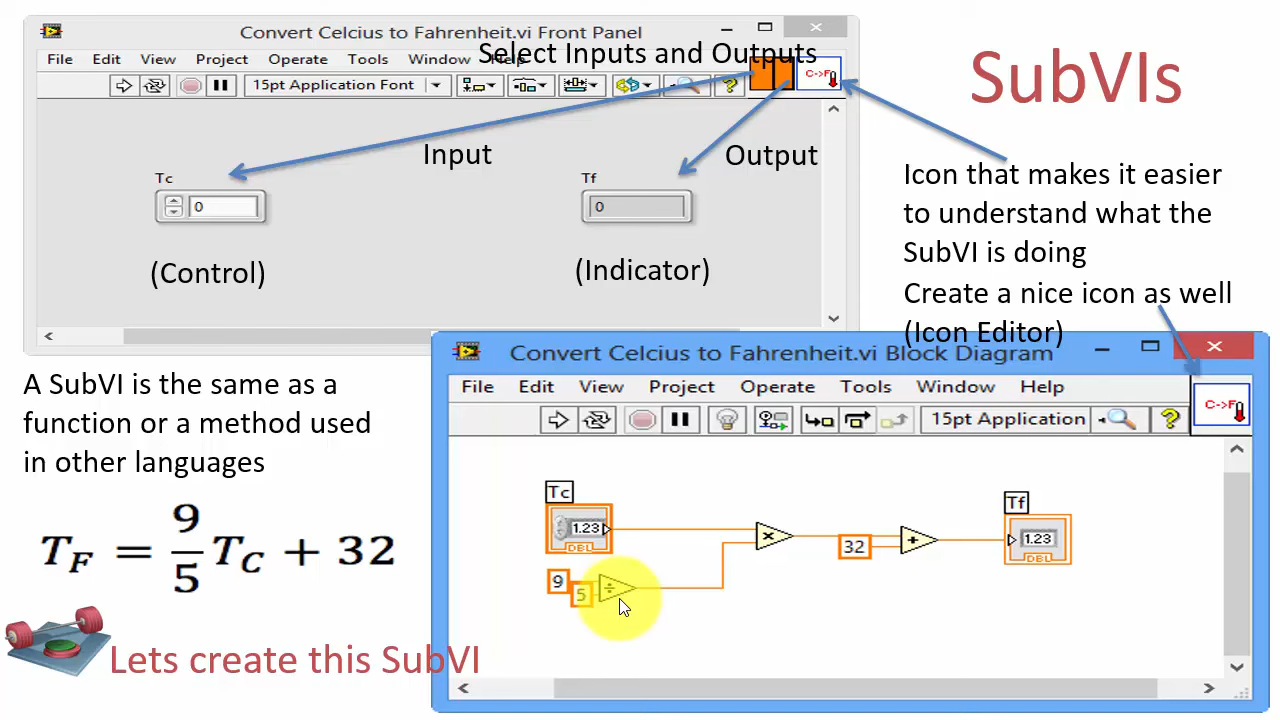 Convert Celcius to Fahrenheit.vi Front Panel
File Edit View Project Operate Tools Window Help
Select Inputs and Outputs
15pt Application Font
C->F
SubVIs
Input
Output
Tc
0
Tf
0
(Control)
(Indicator)
Icon that makes it easier
to understand what the
SubVI is doing
Create a nice icon as well
(Icon Editor)
A SubVI is the same as a
function or a method used
in other languages
T_F = 9/5 T_C + 32
Lets create this SubVI
Convert Celcius to Fahrenheit.vi Block Diagram
File Edit View Project Operate Tools Window Help
15pt Application
C->F
Tc
1.23
DBL
9
5
÷
×
32
+
Tf
1.23
DBL